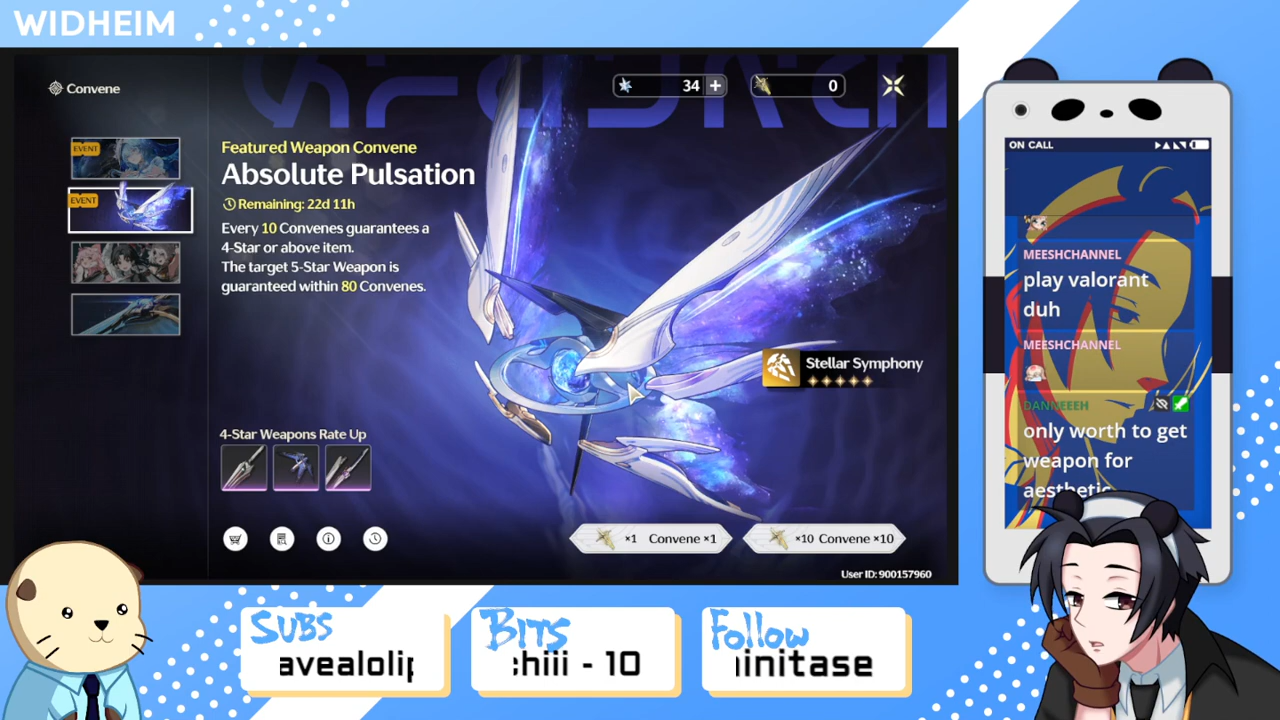 WIDHEIM
Convene
34
0
EVENT
EVENT
Featured Weapon Convene
Absolute Pulsation
Remaining: 22d 11h
Every 10 Convenes guarantees a
4-Star or above item.
The target 5-Star Weapon is
guaranteed within 80 Convenes.
Stellar Symphony
4-Star Weapons Rate Up
×1 Convene ×1
×10 Convene ×10
User ID: 900157960
ON CALL
MEESHCHANNEL
play valorant
duh
MEESHCHANNEL
only worth to get
weapon for
aesthetic
SUBS
avealolip
BITS
chiii - 10
Follow
initase